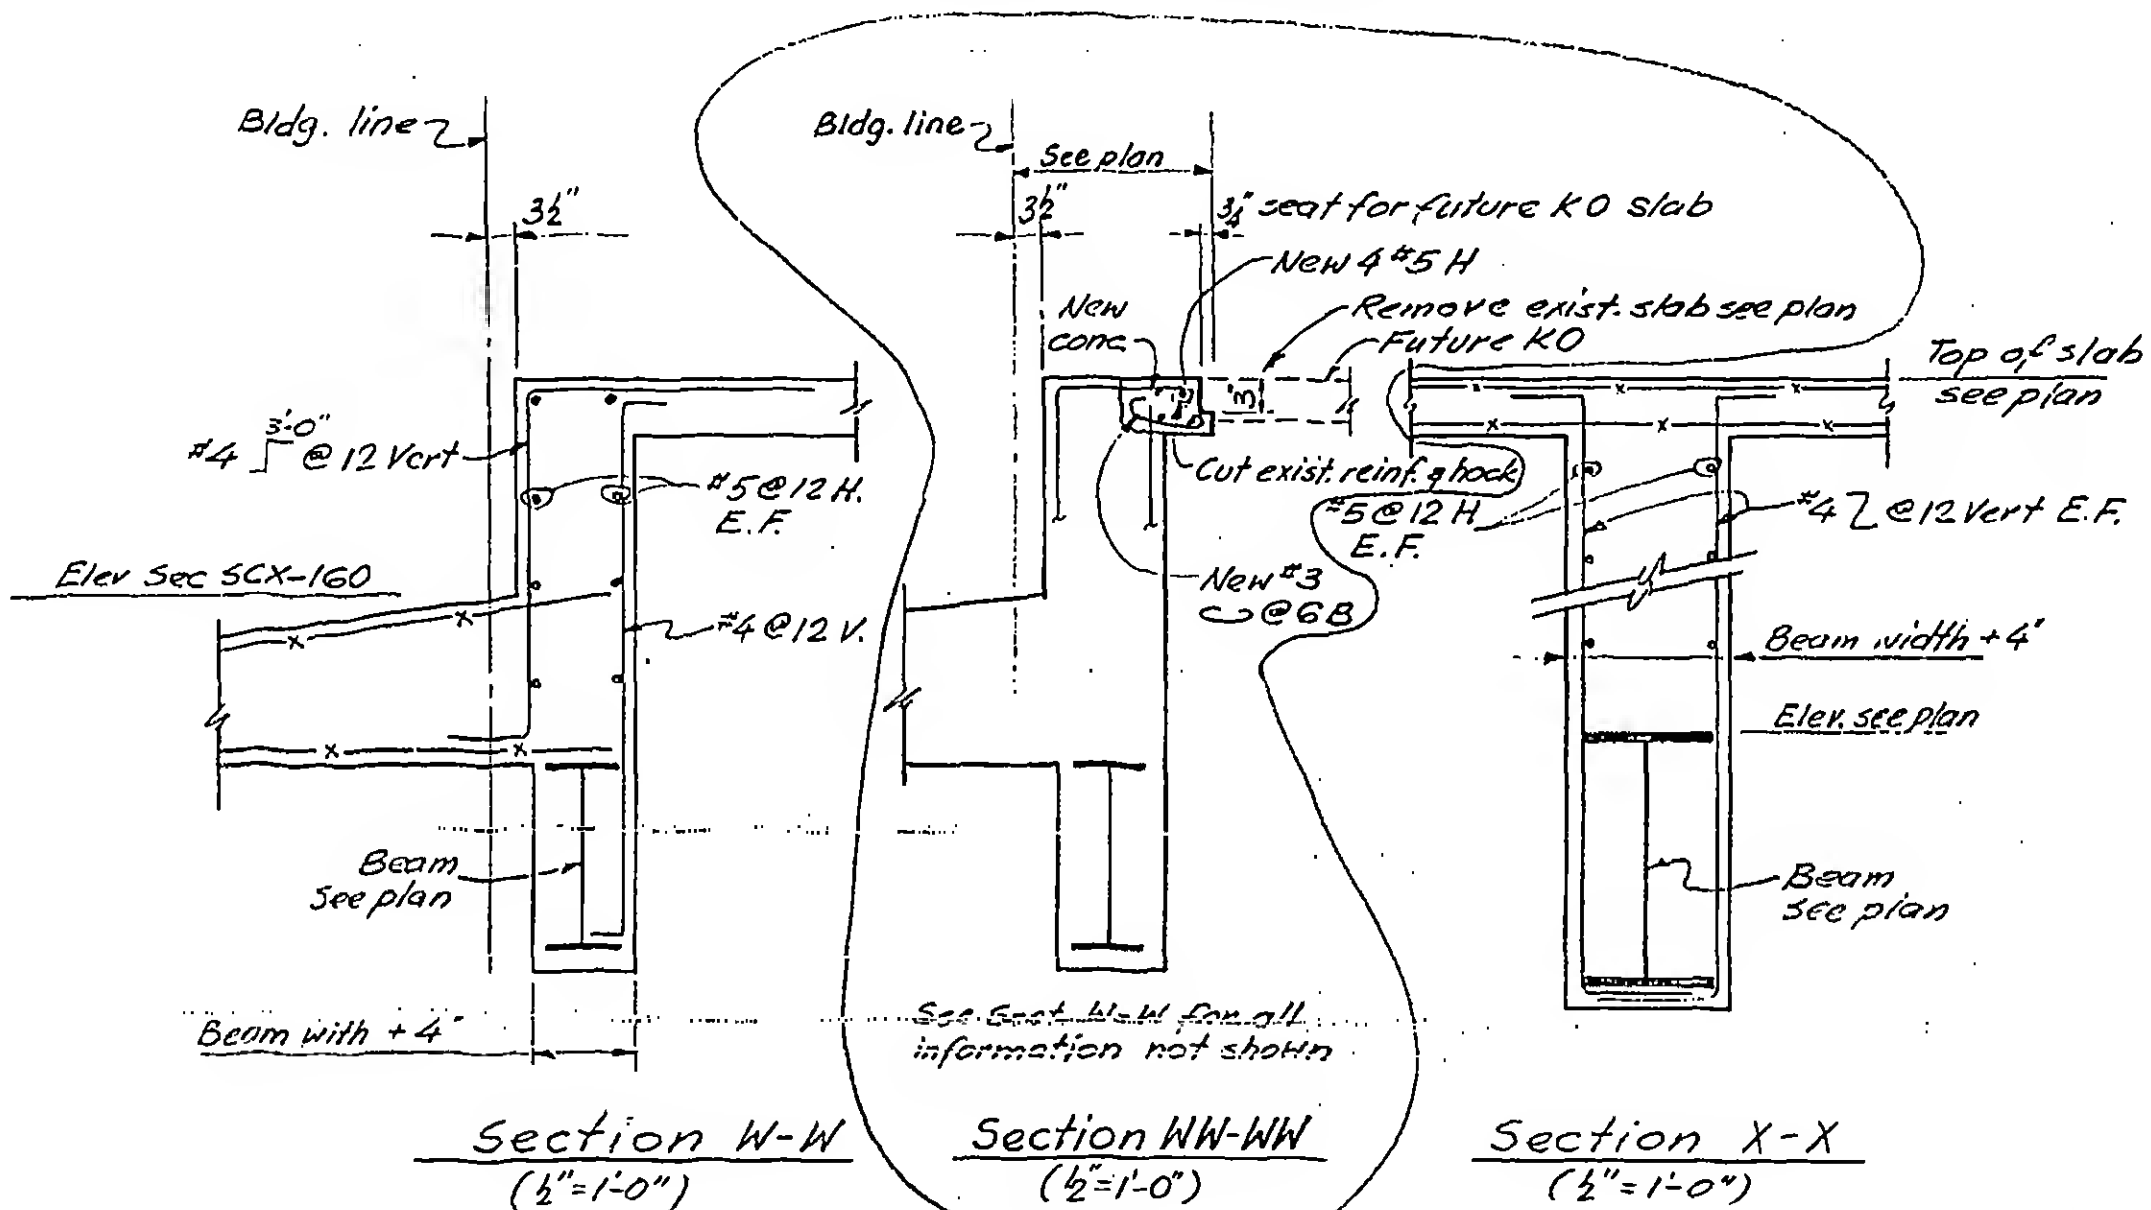 Bldg. line
3½"
#4 3'-0" @ 12 Vert
#5 @ 12 H.
E.F.
Elev Sec SCX-160
#4 @ 12 V.
Beam
See plan
Beam with + 4"
Section W-W
(½"=1'-0")
Bldg. line
See plan
3½"
¾" seat for future KO slab
New 4 #5 H
New
conc
Remove exist. slab see plan
Future KO
3"
Cut exist. reinf. & hook
New #3
@ 6 B
See Sect. W-W for all
information not shown
Section WW-WW
(½"=1'-0")
Top of slab
see plan
#5 @ 12 H
E.F.
#4 @ 12 Vert E.F.
Beam width + 4"
Elev. see plan
Beam
see plan
Section X-X
(½"=1'-0")